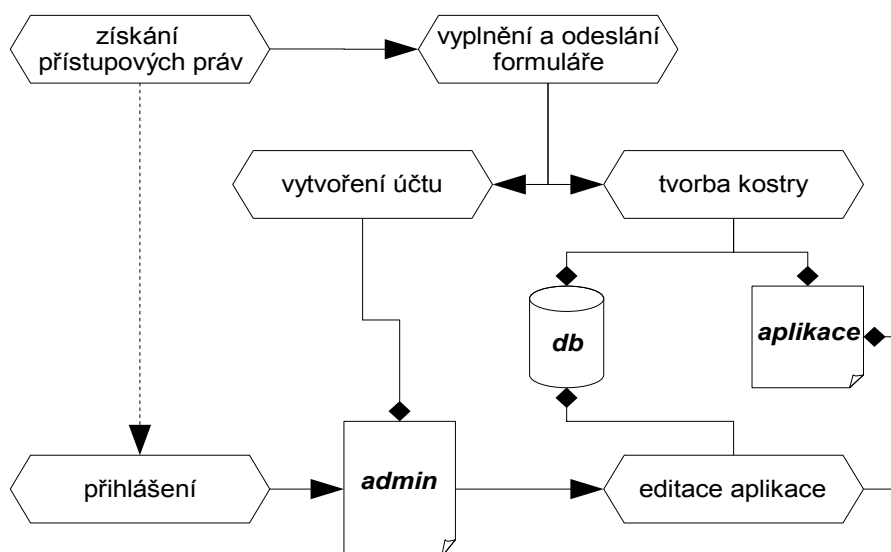 získání
přístupových práv
vyplnění a odeslání
formuláře
vytvoření účtu
tvorba kostry
db
aplikace
přihlášení
admin
editace aplikace